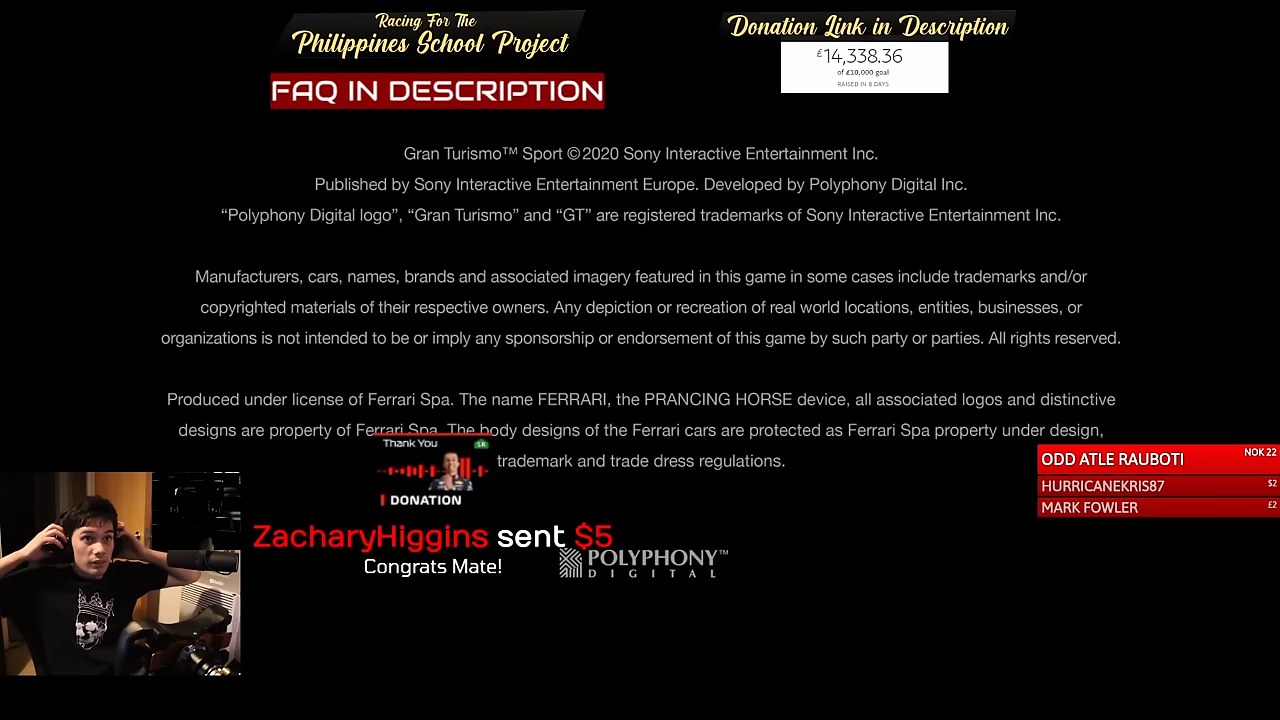 Racing For The
Philippines School Project
FAQ IN DESCRIPTION
Donation Link in Description
£14,338.36
of £10,000 goal
RAISED IN 8 DAYS
Gran Turismo™ Sport ©2020 Sony Interactive Entertainment Inc.
Published by Sony Interactive Entertainment Europe. Developed by Polyphony Digital Inc.
“Polyphony Digital logo”, “Gran Turismo” and “GT” are registered trademarks of Sony Interactive Entertainment Inc.
Manufacturers, cars, names, brands and associated imagery featured in this game in some cases include trademarks and/or
copyrighted materials of their respective owners. Any depiction or recreation of real world locations, entities, businesses, or
organizations is not intended to be or imply any sponsorship or endorsement of this game by such party or parties. All rights reserved.
Produced under license of Ferrari Spa. The name FERRARI, the PRANCING HORSE device, all associated logos and distinctive
designs are property of Ferrari Spa. The body designs of the Ferrari cars are protected as Ferrari Spa property under design,
trademark and trade dress regulations.
Thank You
DONATION
ZacharyHiggins sent $5
Congrats Mate!
POLYPHONY™
DIGITAL
ODD ATLE RAUBOTI NOK 22
HURRICANEKRIS87 $2
MARK FOWLER £2